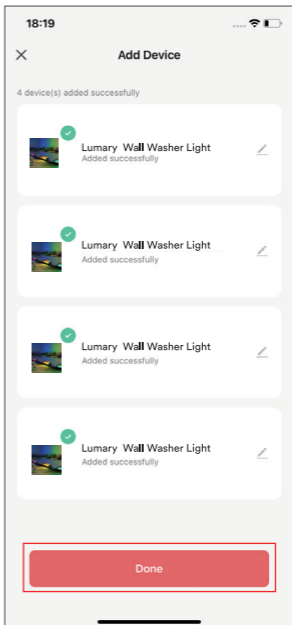 18:19
Add Device
4 device(s) added successfully
Lumary Wall Washer Light
Added successfully
Lumary Wall Washer Light
Added successfully
Lumary Wall Washer Light
Added successfully
Lumary Wall Washer Light
Added successfully
Done